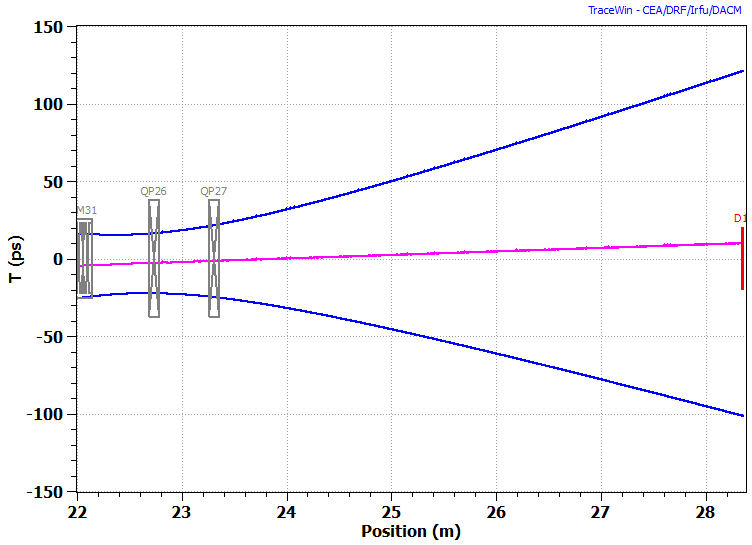 TraceWin - CEA/DRF/Irfu/DACM
150
100
50
0
-50
-100
-150
T (ps)
M31
QP26
QP27
D1
22
23
24
25
26
27
28
Position (m)